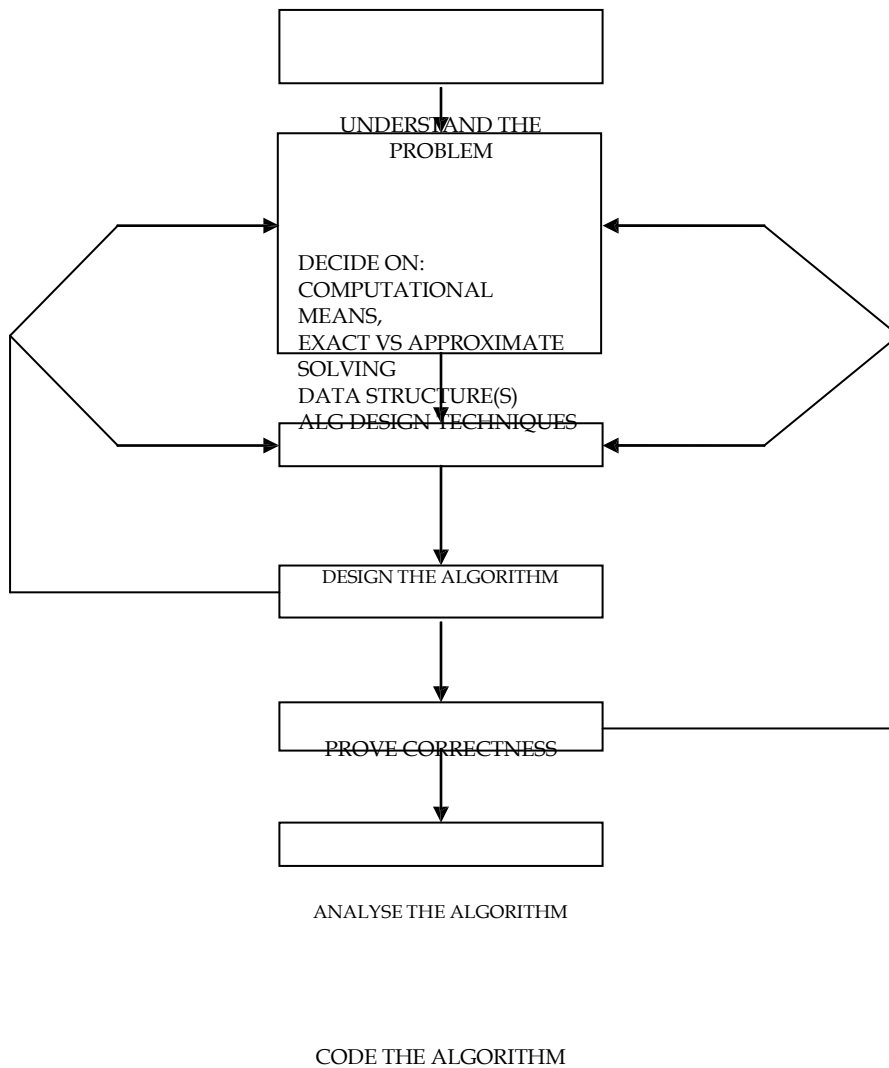 UNDERSTAND THE
PROBLEM
DECIDE ON:
COMPUTATIONAL
MEANS,
EXACT VS APPROXIMATE
SOLVING
DATA STRUCTURE(S)
ALG DESIGN TECHNIQUES
DESIGN THE ALGORITHM
PROVE CORRECTNESS
ANALYSE THE ALGORITHM
CODE THE ALGORITHM